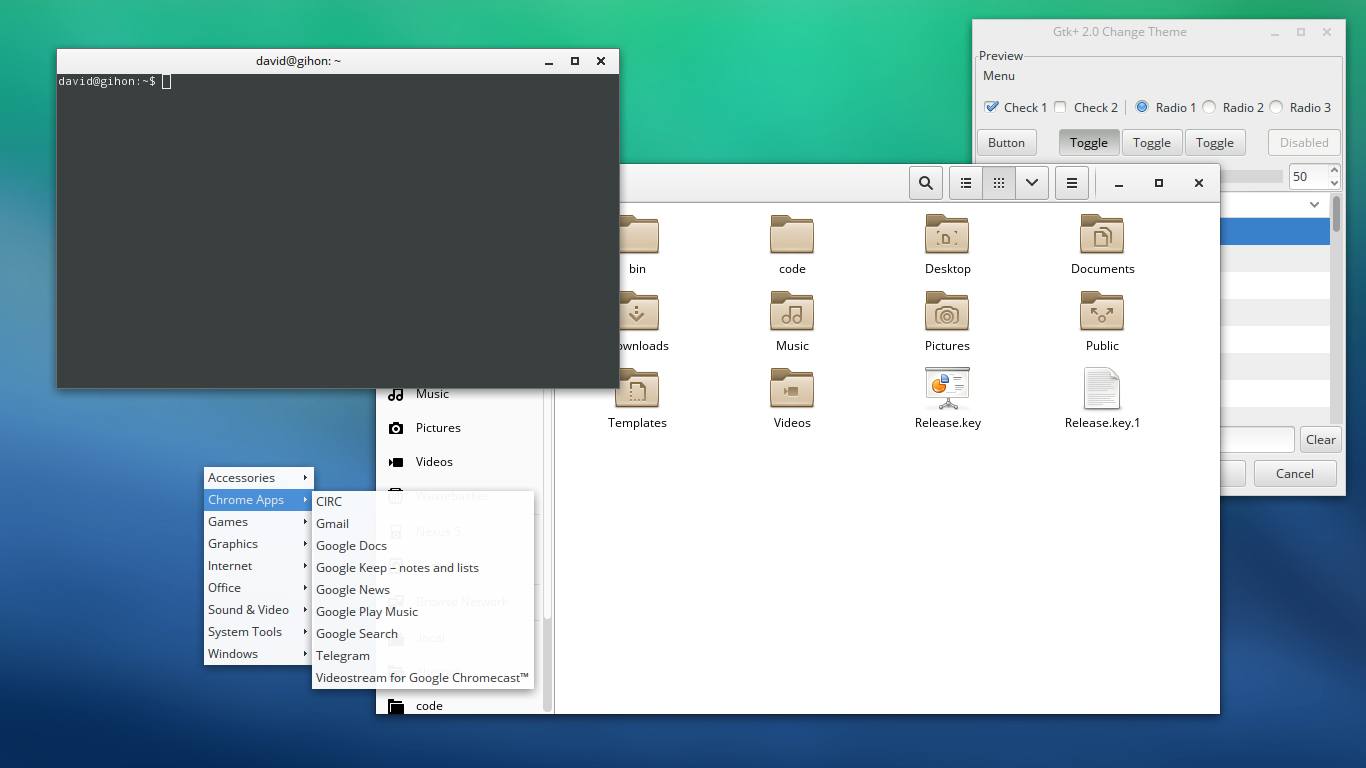 Gtk+ 2.0 Change Theme
Preview
Menu
Check 1 Check 2 Radio 1 Radio 2 Radio 3
Button Toggle Toggle Toggle Disabled
50
Clear
Cancel
david@gihon: ~
david@gihon:~$
bin code Desktop Documents
ownloads Music Pictures Public
Templates Videos Release.key Release.key.1
Music
Pictures
Videos
Wastebasket
Nexus 5
Browse Network
local
code
Accessories
Chrome Apps
Games
Graphics
Internet
Office
Sound & Video
System Tools
Windows
CIRC
Gmail
Google Docs
Google Keep – notes and lists
Google News
Google Play Music
Google Search
Telegram
Videostream for Google Chromecast™